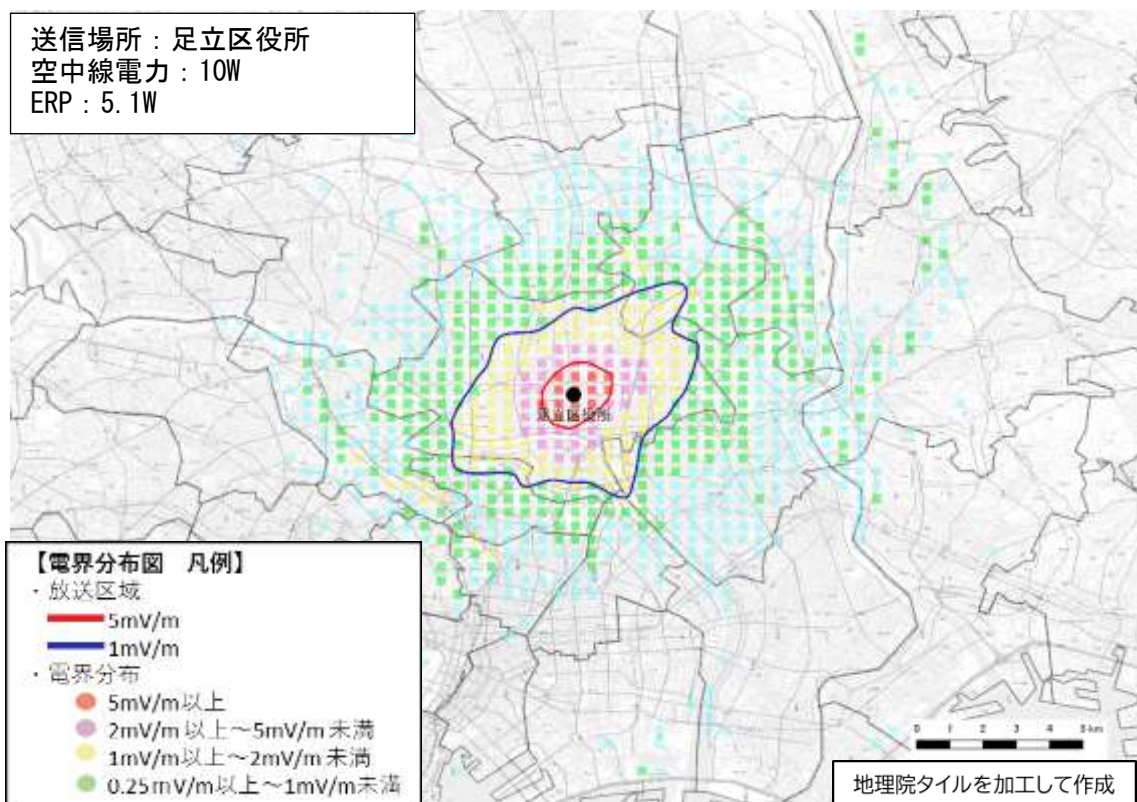 送信場所：足立区役所
空中線電力：10W
ERP：5.1W
足立区役所
【電界分布図　凡例】
・放送区域
5mV/m
1mV/m
・電界分布
5mV/m以上
2mV/m以上～5mV/m未満
1mV/m以上～2mV/m未満
0.25mV/m以上～1mV/m未満
0 1 2 3 4 5km
地理院タイルを加工して作成